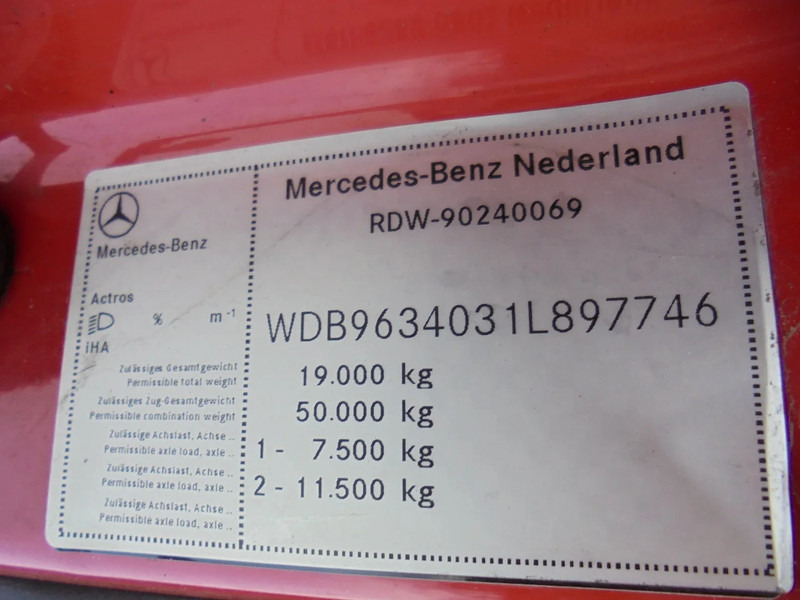 Mercedes-Benz Nederland
RDW-90240069
Mercedes-Benz
Actros
% m-1
iHA
WDB9634031L897746
Zulässiges Gesamtgewicht
Permissible total weight
19.000 kg
Zulässiges Zug-Gesamtgewicht
Permissible combination weight
50.000 kg
Zulässige Achslast, Achse ..
Permissible axle load, axle ..
1 - 7.500 kg
Zulässige Achslast, Achse ..
Permissible axle load, axle ..
2 - 11.500 kg
Zulässige Achslast, Achse ..
Permissible axle load, axle ..